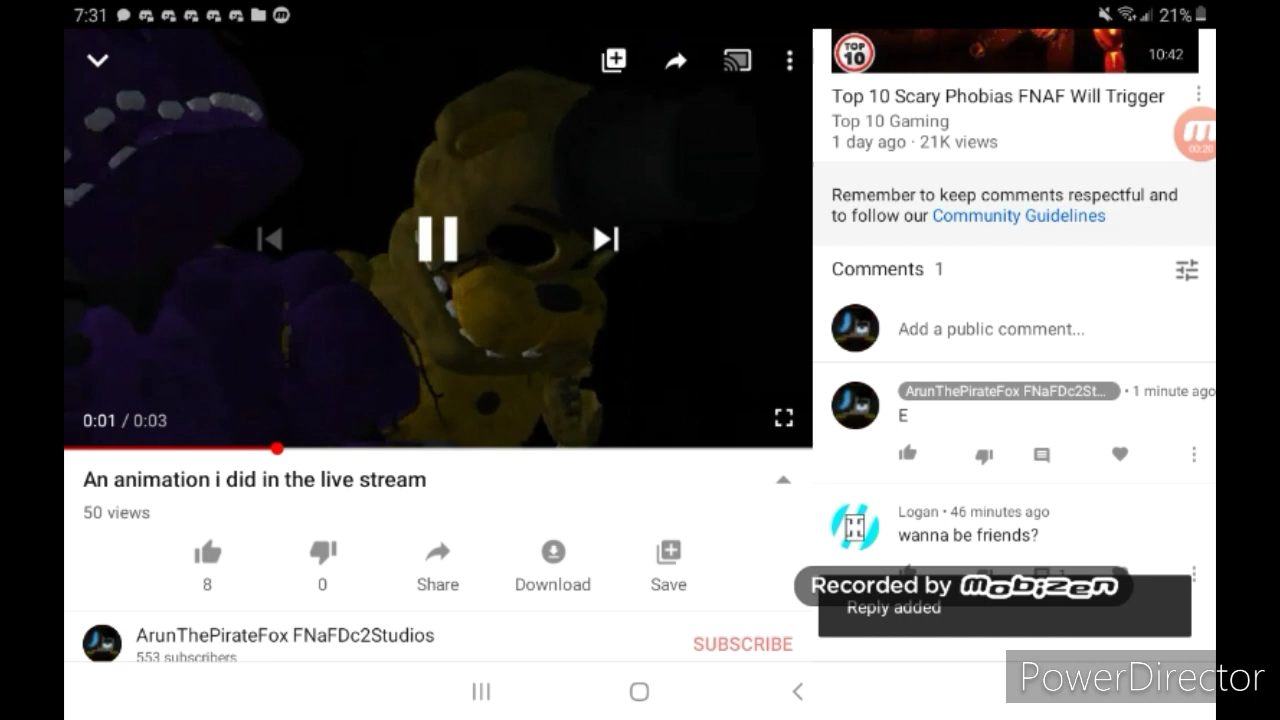 7:31
21%
TOP
10
10:42
Top 10 Scary Phobias FNAF Will Trigger
Top 10 Gaming
1 day ago · 21K views
00:20
Remember to keep comments respectful and
to follow our Community Guidelines
Comments 1
Add a public comment...
ArunThePirateFox FNaFDc2St... • 1 minute ago
E
Logan • 46 minutes ago
wanna be friends?
Recorded by mobizen
Reply added
0:01 / 0:03
An animation i did in the live stream
50 views
8
0
Share
Download
Save
ArunThePirateFox FNaFDc2Studios
553 subscribers
SUBSCRIBE
PowerDirector